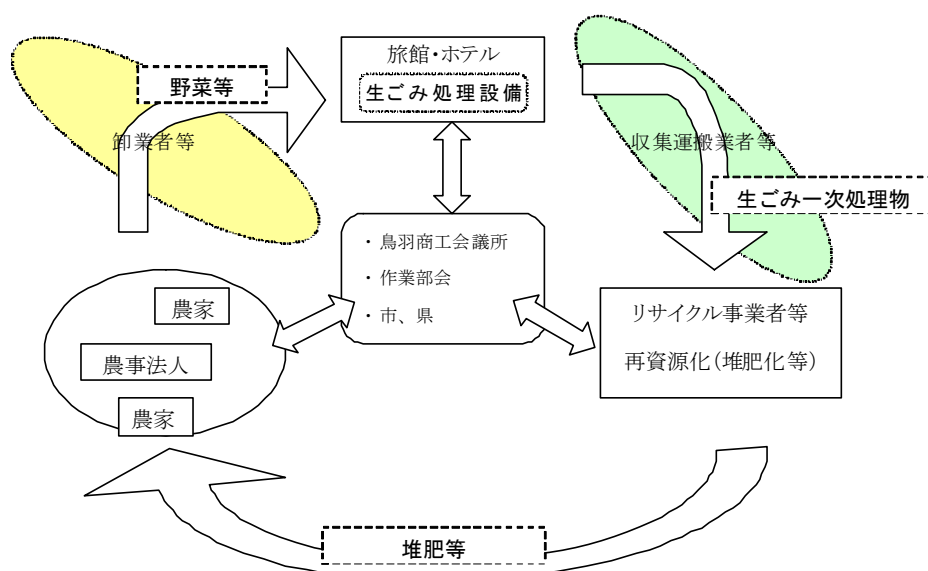 旅館・ホテル
生ごみ処理設備
野菜等
卸業者等
収集運搬業者等
生ごみ一次処理物
・ 鳥羽商工会議所
・ 作業部会
・ 市、県
農家
農事法人
農家
リサイクル事業者等
再資源化(堆肥化等)
堆肥等